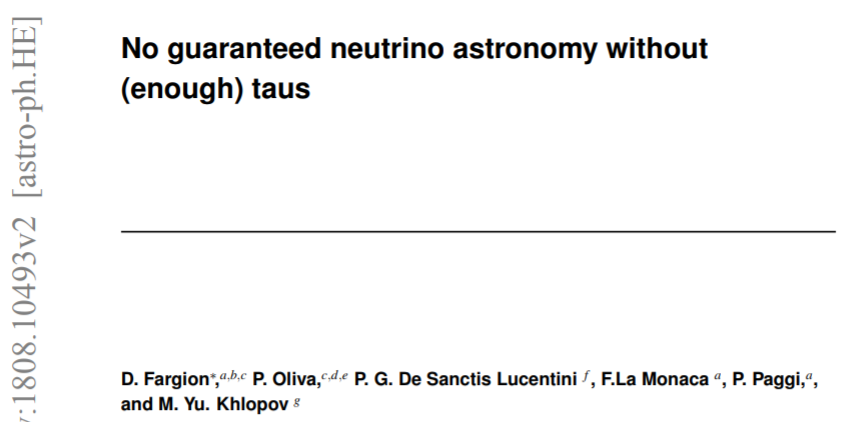 No guaranteed neutrino astronomy without
(enough) taus
D. Fargion*,a,b,c P. Oliva,c,d,e P. G. De Sanctis Lucentini f, F.La Monaca a, P. Paggi,a,
and M. Yu. Khlopov g
:1808.10493v2 [astro-ph.HE]